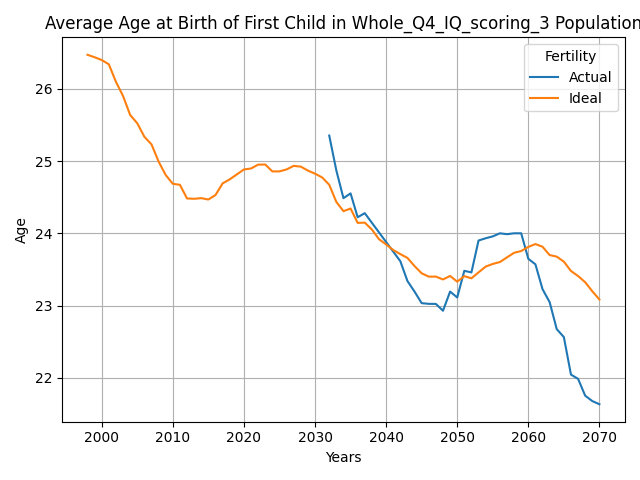 Average Age at Birth of First Child in Whole_Q4_IQ_scoring_3 Population
Fertility
Actual
Ideal
26
25
24
23
22
Age
2000 2010 2020 2030 2040 2050 2060 2070
Years